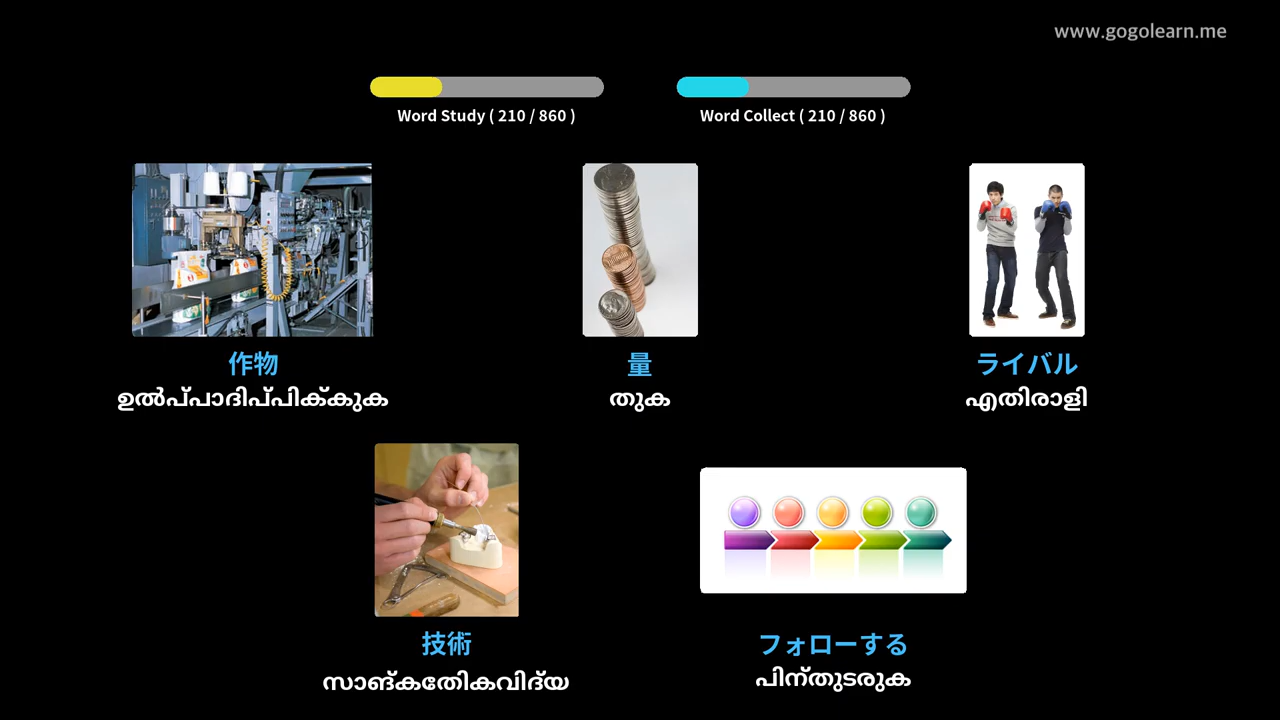 www.gogolearn.me
Word Study ( 210 / 860 )
Word Collect ( 210 / 860 )
作物
ഉൽപ്പാദിപ്പിക്കുക
量
തുക
ライバル
എതിരാളി
技術
സാങ്കേതികവിദ്യ
フォローする
പിന്തുടരുക